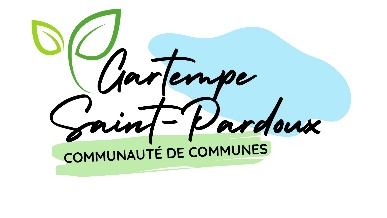 Gartempe
Saint-Pardoux
COMMUNAUTÉ DE COMMUNES